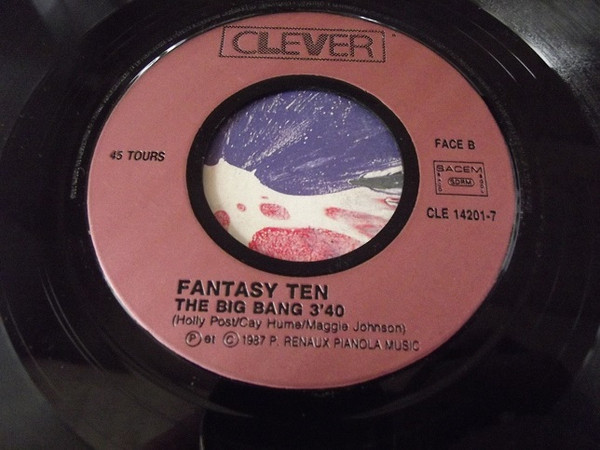 CLEVER
45 TOURS
FACE B
SACEM
SDRM
CLE 14201-7
FANTASY TEN
THE BIG BANG 3'40
(Holly Post/Cay Hume/Maggie Johnson)
Ⓟ et © 1987 P. RENAUX PIANOLA MUSIC